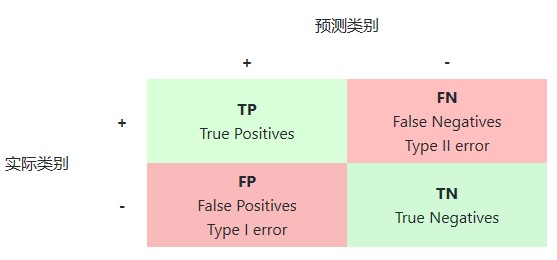 预测类别
+ -
+
TP
True Positives
FN
False Negatives
Type II error
实际类别
-
FP
False Positives
Type I error
TN
True Negatives